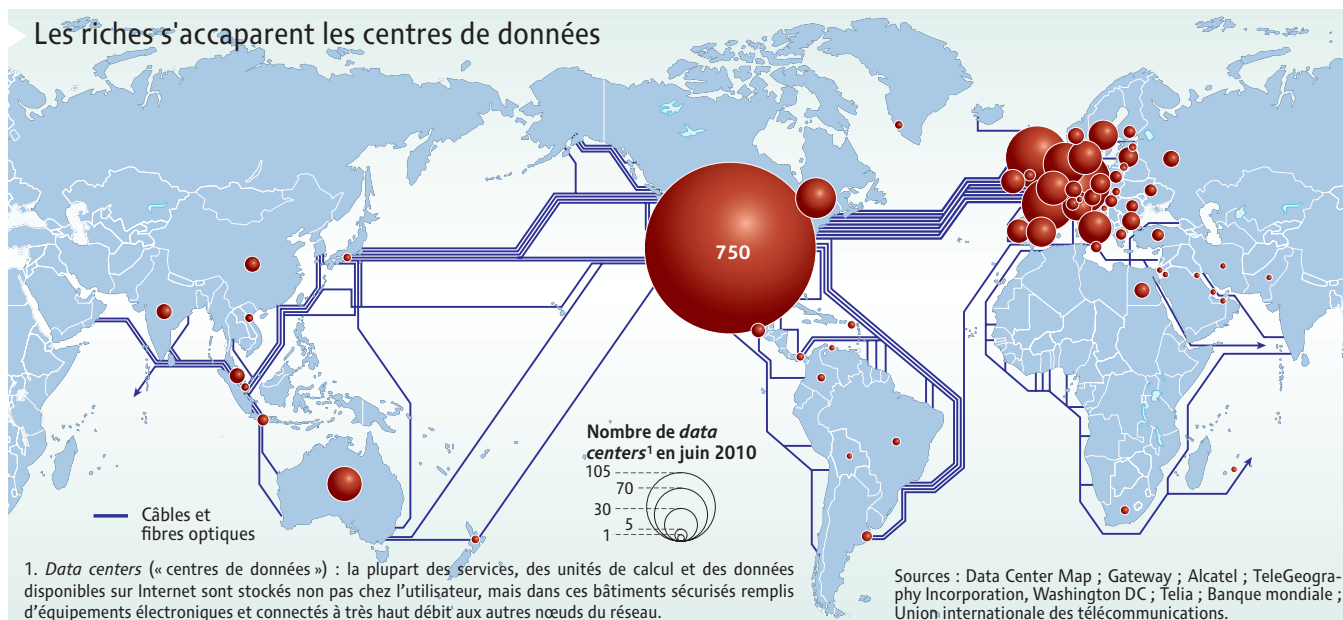 Les riches s'accaparent les centres de données
750
Nombre de data
centers¹ en juin 2010
105
70
30
5
1
Câbles et
fibres optiques
1. Data centers (« centres de données ») : la plupart des services, des unités de calcul et des données
disponibles sur Internet sont stockés non pas chez l'utilisateur, mais dans ces bâtiments sécurisés remplis
d'équipements électroniques et connectés à très haut débit aux autres nœuds du réseau.
Sources : Data Center Map ; Gateway ; Alcatel ; TeleGeogra-
phy Incorporation, Washington DC ; Telia ; Banque mondiale ;
Union internationale des télécommunications.